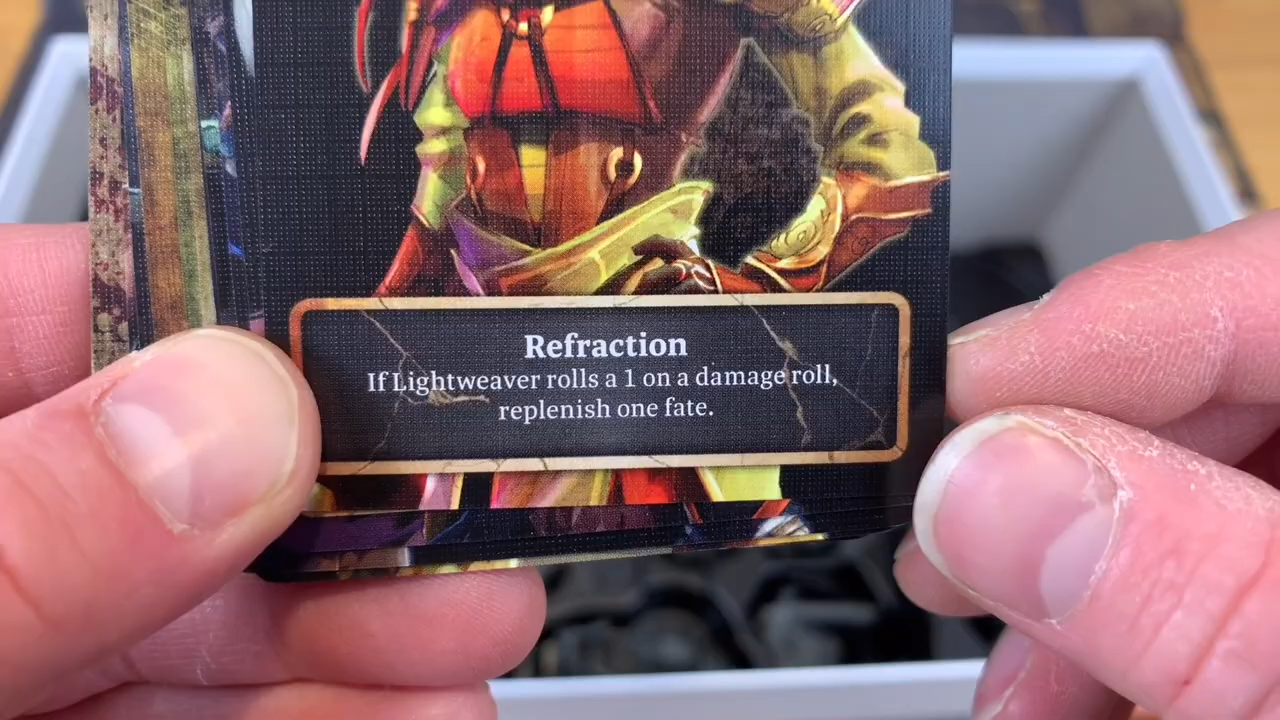 Refraction
If Lightweaver rolls a 1 on a damage roll,
replenish one fate.